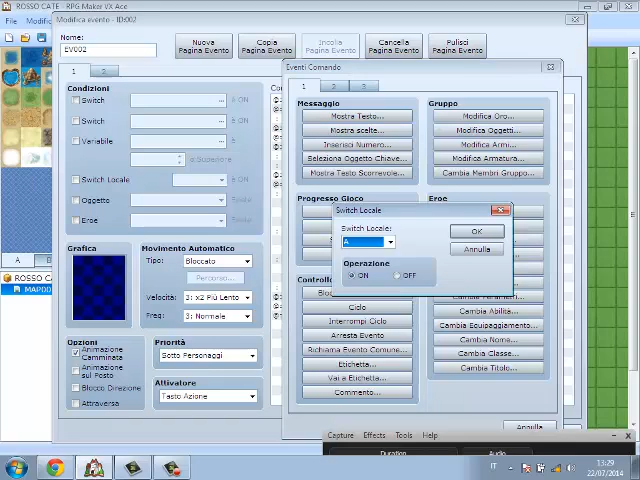 ROSSO CATE - RPG Maker VX Ace
File
Modifica evento - ID:002
Nome:
EV002
Nuova
Pagina Evento
Copia
Pagina Evento
Incolla
Pagina Evento
Cancella
Pagina Evento
Pulisci
Pagina Evento
1
2
Condizioni
Switch
... è ON
Switch
... è ON
Variabile
...
o Superiore
Switch Locale
è ON
Oggetto
Eroe
Grafica
Movimento Automatico
Tipo:
Bloccato
Percorso...
Velocità:
3: x2 Più Lento
Freq:
3: Normale
Opzioni
Animazione
Camminata
Animazione
sul Posto
Blocco Direzione
Attraversa
Priorità
Sotto Personaggi
Attivatore
Tasto Azione
Eventi Comando
1
2
3
Messaggio
Mostra Testo...
Mostra scelte...
Inserisci Numero...
Seleziona Oggetto Chiave...
Mostra Testo Scorrevole...
Gruppo
Modifica Oro...
Modifica Oggetti...
Modifica Armi...
Modifica Armatura...
Cambia Membri Gruppo...
Progresso Gioco
Eroe
Switch Locale
Switch Locale:
A
OK
Annulla
Operazione
ON
OFF
Ciclo
Interrompi Ciclo
Arresta Evento
Richiama Evento Comune...
Etichetta...
Vai a Etichetta...
Commento...
Cambia Abilità...
Cambia Equipaggiamento...
Cambia Nome...
Cambia Classe...
Cambia Titolo...
Annulla
A
B
ROSSO C
MAP00
Capture
Effects
Tools
Help
Duration
Audio
IT
13:29
22/07/2014